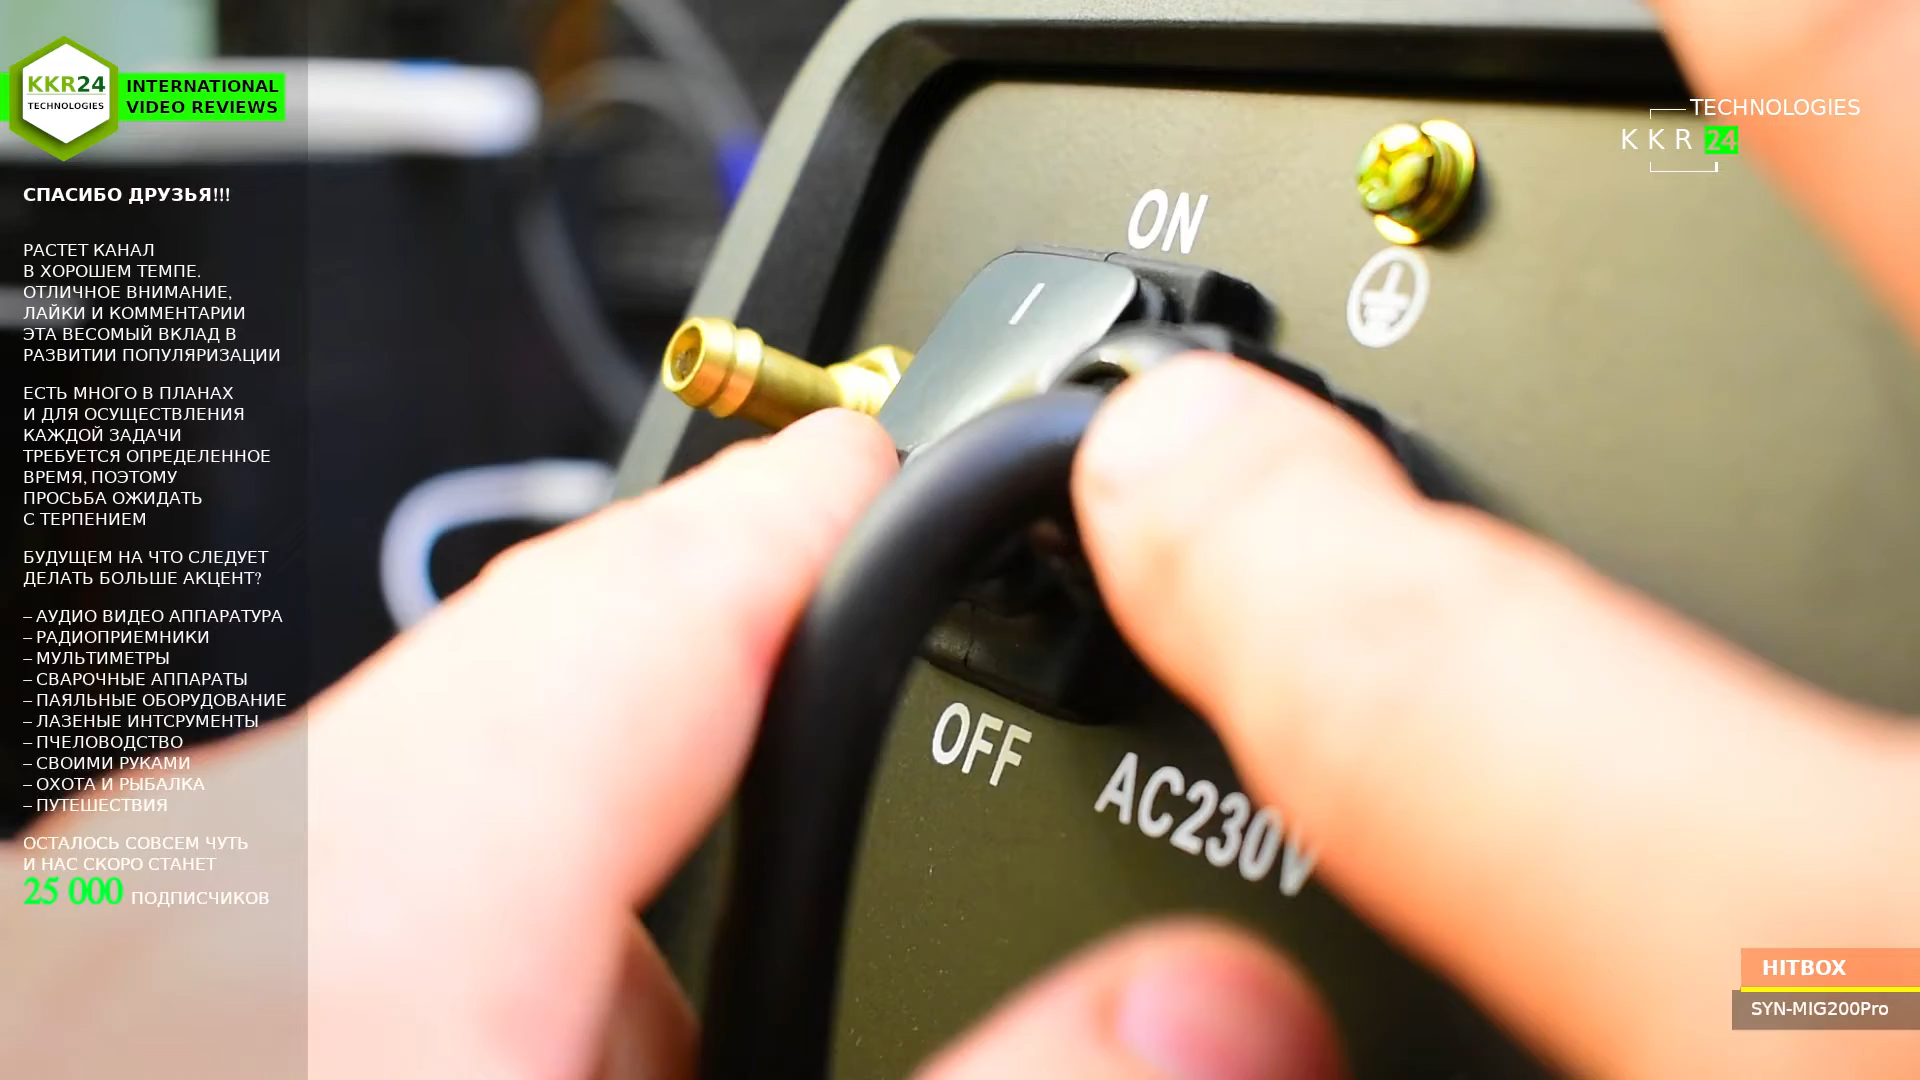 KKR24
TECHNOLOGIES
INTERNATIONAL
VIDEO REVIEWS
СПАСИБО ДРУЗЬЯ!!!
РАСТЕТ КАНАЛ
В ХОРОШЕМ ТЕМПЕ.
ОТЛИЧНОЕ ВНИМАНИЕ,
ЛАЙКИ И КОММЕНТАРИИ
ЭТА ВЕСОМЫЙ ВКЛАД В
РАЗВИТИИ ПОПУЛЯРИЗАЦИИ
ЕСТЬ МНОГО В ПЛАНАХ
И ДЛЯ ОСУЩЕСТВЛЕНИЯ
КАЖДОЙ ЗАДАЧИ
ТРЕБУЕТСЯ ОПРЕДЕЛЕННОЕ
ВРЕМЯ, ПОЭТОМУ
ПРОСЬБА ОЖИДАТЬ
С ТЕРПЕНИЕМ
БУДУЩЕМ НА ЧТО СЛЕДУЕТ
ДЕЛАТЬ БОЛЬШЕ АКЦЕНТ?
– АУДИО ВИДЕО АППАРАТУРА
– РАДИОПРИЕМНИКИ
– МУЛЬТИМЕТРЫ
– СВАРОЧНЫЕ АППАРАТЫ
– ПАЯЛЬНЫЕ ОБОРУДОВАНИЕ
– ЛАЗЕНЫЕ ИНТСРУМЕНТЫ
– ПЧЕЛОВОДСТВО
– СВОИМИ РУКАМИ
– ОХОТА И РЫБАЛКА
– ПУТЕШЕСТВИЯ
ОСТАЛОСЬ СОВСЕМ ЧУТЬ
И НАС СКОРО СТАНЕТ
25 000 ПОДПИСЧИКОВ
ON
OFF
AC230V
TECHNOLOGIES
KKR 24
HITBOX
SYN-MIG200Pro